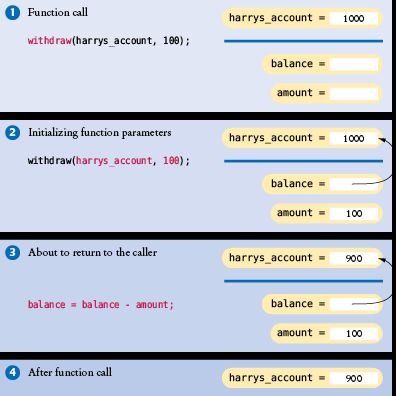 1 Function call
harrys_account = 1000
withdraw(harrys_account, 100);
balance =
amount =
2 Initializing function parameters
harrys_account = 1000
withdraw(harrys_account, 100);
balance =
amount = 100
3 About to return to the caller
harrys_account = 900
balance = balance - amount;
balance =
amount = 100
4 After function call
harrys_account = 900